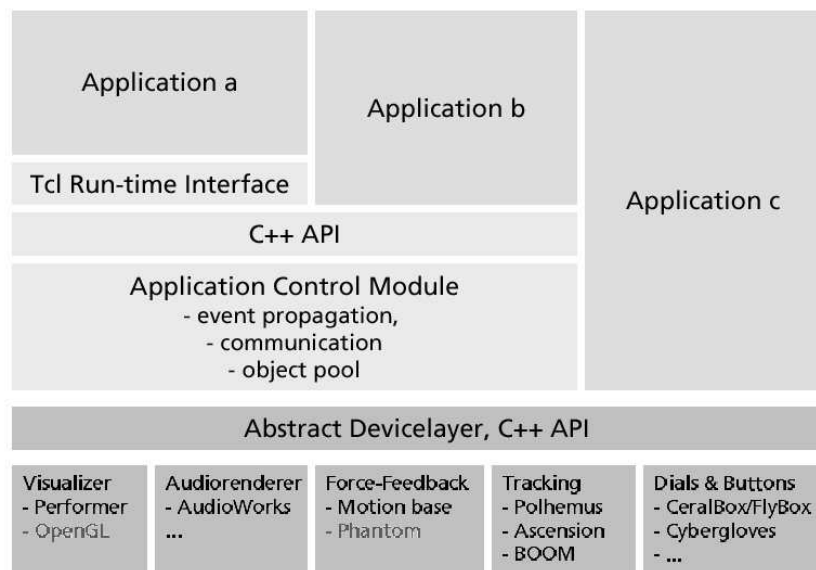 Application a
Application b
Application c
Tcl Run-time Interface
C++ API
Application Control Module
- event propagation,
- communication
- object pool
Abstract Devicelayer, C++ API
Visualizer
- Performer
- OpenGL
Audiorenderer
- AudioWorks
...
Force-Feedback
- Motion base
- Phantom
Tracking
- Polhemus
- Ascension
- BOOM
Dials & Buttons
- CeralBox/FlyBox
- Cybergloves
- ...